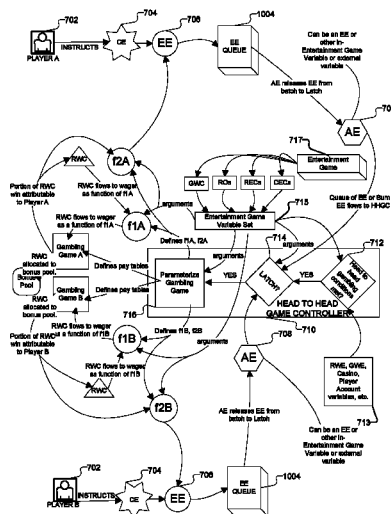 702
704
706
1004
PLAYER A
INSTRUCTS
CE
EE
EE
QUEUE
Can be an EE or
other in-
Entertainment Game
Variable or external
variable
AE releases EE from
batch to Latch
AE
70
717
Entertainment
Game
f2A
RWC
Portion of RWC
win attributable
to Player A
RWC flows to wager
as a function of f1A
GWC
ROs
RECs
CECs
715
Queue of EE or Sum
EE flows to HHGC
f1A
arguments
Entertainment Game
Variable Set
RWC flows to wager
as function of f1A
Defines f1A, f2A
714
arguments
712
RWC
allocated to
bonus pool
Gambling
Game A
Defines pay tables
Parameterize
Gambling
Game
YES
LATCH?
YES
Head to
head
gambling
conditions
met?
Bonus
Pool
Gambling
Game B
Defines pay tables
HEAD TO HEAD
GAME CONTROLLER
RWC
allocated to
bonus pool
716
708
710
RWC flows to wager
as function of f1B
f1B
Defines f1B, f2B
arguments
AE
Portion of RWC
win attributable to
Player B
RWC flows to wager
as function of f1B
RWC
arguments
RWE, GWE,
Casino,
Player
Account
variables,
etc.
713
f2B
AE releases EE from
batch to Latch
Can be an EE or
other in-
Entertainment Game
Variable or external
variable
702
704
706
1004
PLAYER B
INSTRUCTS
CE
EE
EE
QUEUE